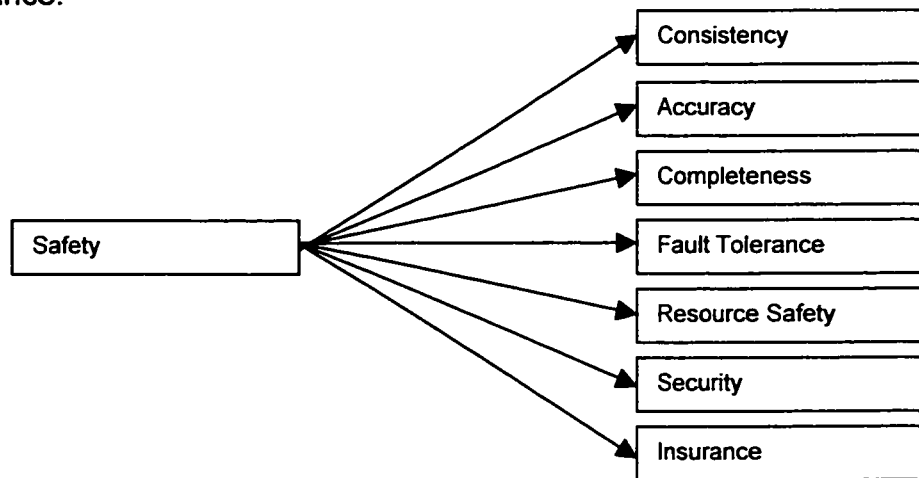 Consistency
Accuracy
Completeness
Safety
Fault Tolerance
Resource Safety
Security
Insurance